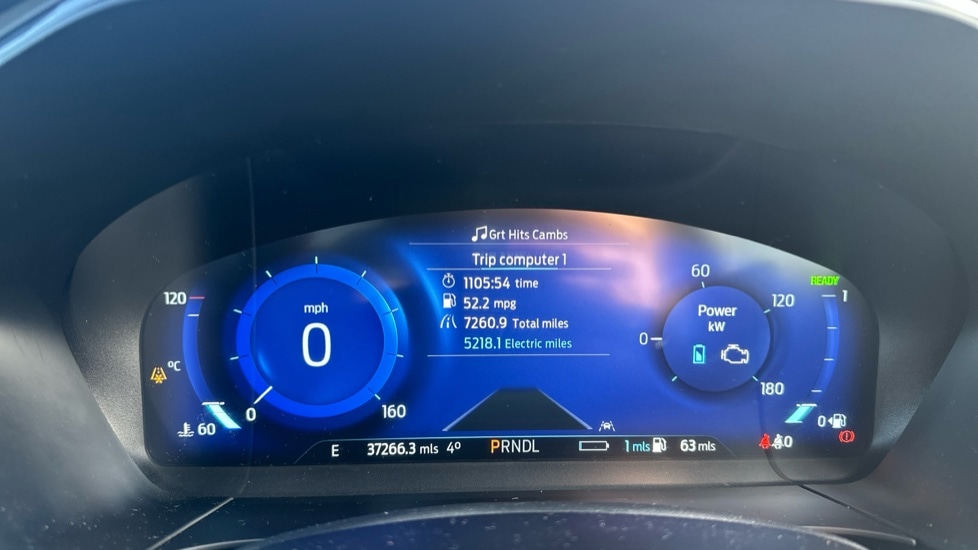 Grt Hits Cambs
Trip computer 1
1105:54 time
52.2 mpg
7260.9 Total miles
5218.1 Electric miles
120
°C
60
mph
0
0
160
60
120
0
180
Power
kW
READY
1
0
E 37266.3 mls 4° PRNDL 1 mls 63 mls
0